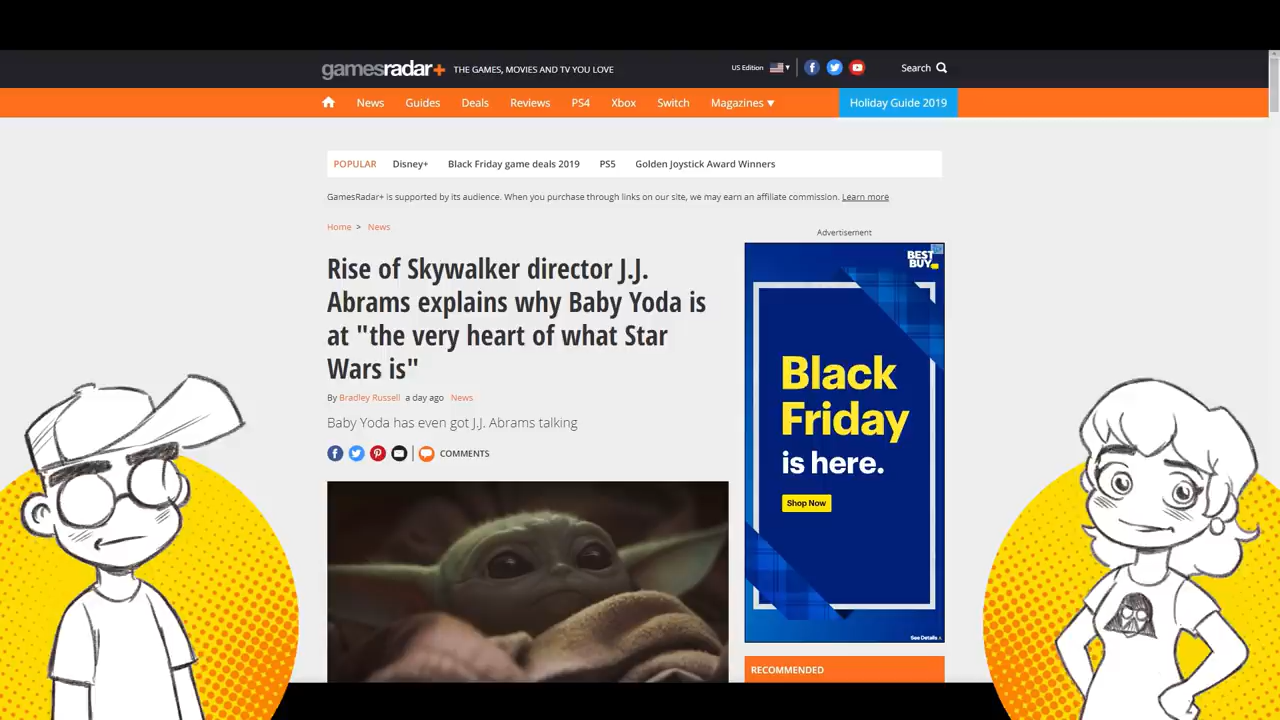 gamesradar+ THE GAMES, MOVIES AND TV YOU LOVE US Edition Search
News Guides Deals Reviews PS4 Xbox Switch Magazines ▼ Holiday Guide 2019
POPULAR Disney+ Black Friday game deals 2019 PS5 Golden Joystick Award Winners
GamesRadar+ is supported by its audience. When you purchase through links on our site, we may earn an affiliate commission. Learn more
Home > News
Advertisement
Rise of Skywalker director J.J.
Abrams explains why Baby Yoda is
at "the very heart of what Star
Wars is"
By Bradley Russell a day ago News
Baby Yoda has even got J.J. Abrams talking
COMMENTS
BEST
BUY
Black
Friday
is here.
Shop Now
See Details
RECOMMENDED